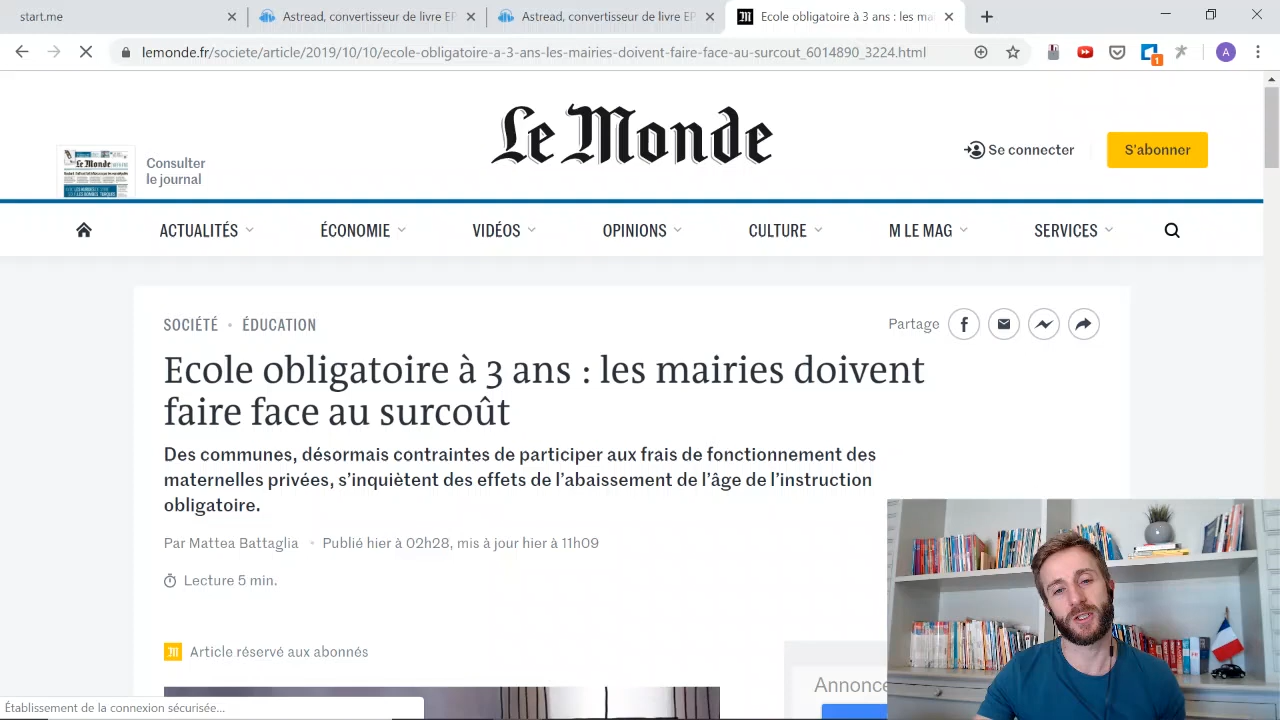 start.me
Astread, convertisseur de livre EP
Astread, convertisseur de livre EP
Ecole obligatoire à 3 ans : les ma
lemonde.fr/societe/article/2019/10/10/ecole-obligatoire-a-3-ans-les-mairies-doivent-faire-face-au-surcout_6014890_3224.html
1
A
Consulter
le journal
Le Monde
Se connecter
S'abonner
ACTUALITÉS
ÉCONOMIE
VIDÉOS
OPINIONS
CULTURE
M LE MAG
SERVICES
SOCIÉTÉ • ÉDUCATION
Partage
Ecole obligatoire à 3 ans : les mairies doivent
faire face au surcoût
Des communes, désormais contraintes de participer aux frais de fonctionnement des
maternelles privées, s’inquiètent des effets de l’abaissement de l’âge de l’instruction
obligatoire.
Par Mattea Battaglia • Publié hier à 02h28, mis à jour hier à 11h09
Lecture 5 min.
Article réservé aux abonnés
Annonce
Établissement de la connexion sécurisée...